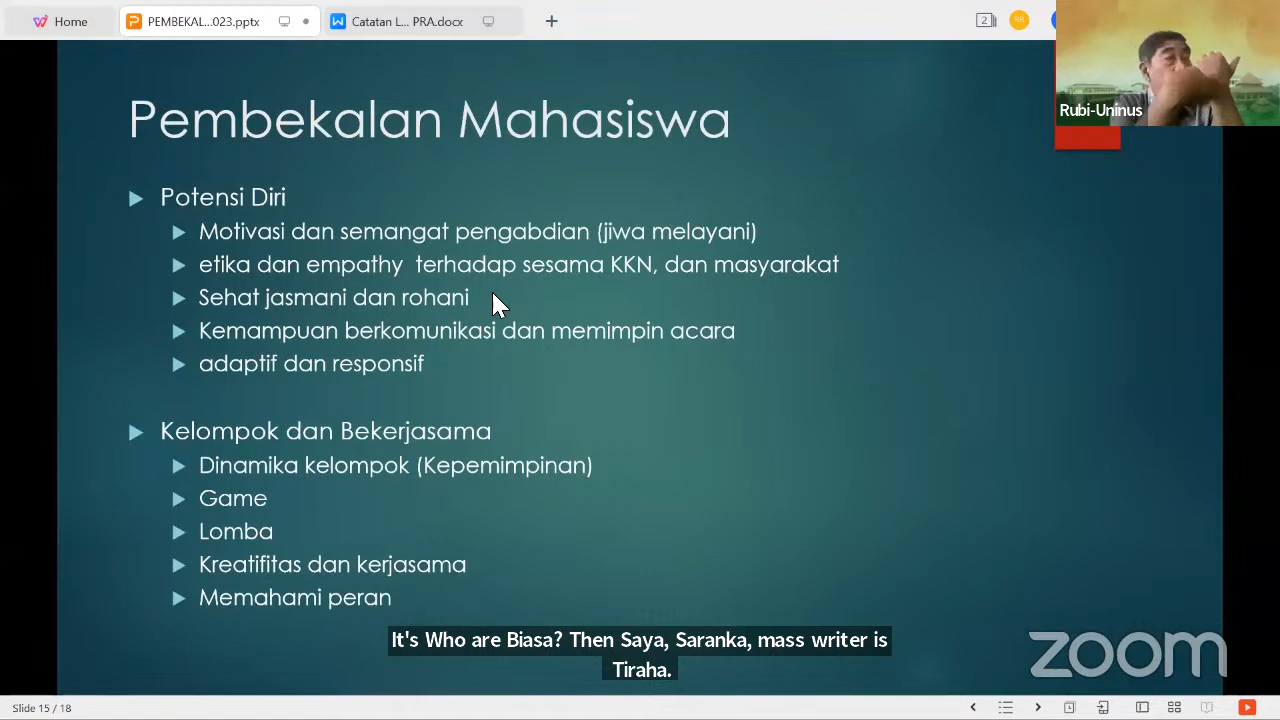 Home
PEMBEKAL...023.pptx
Catatan L... PRA.docx
2
RB
Rubi-Uninus
Pembekalan Mahasiswa
Potensi Diri
Motivasi dan semangat pengabdian (jiwa melayani)
etika dan empathy terhadap sesama KKN, dan masyarakat
Sehat jasmani dan rohani
Kemampuan berkomunikasi dan memimpin acara
adaptif dan responsif
Kelompok dan Bekerjasama
Dinamika kelompok (Kepemimpinan)
Game
Lomba
Kreatifitas dan kerjasama
Memahami peran
It's Who are Biasa? Then Saya, Saranka, mass writer is
Tiraha.
zoom
Slide 15 / 18